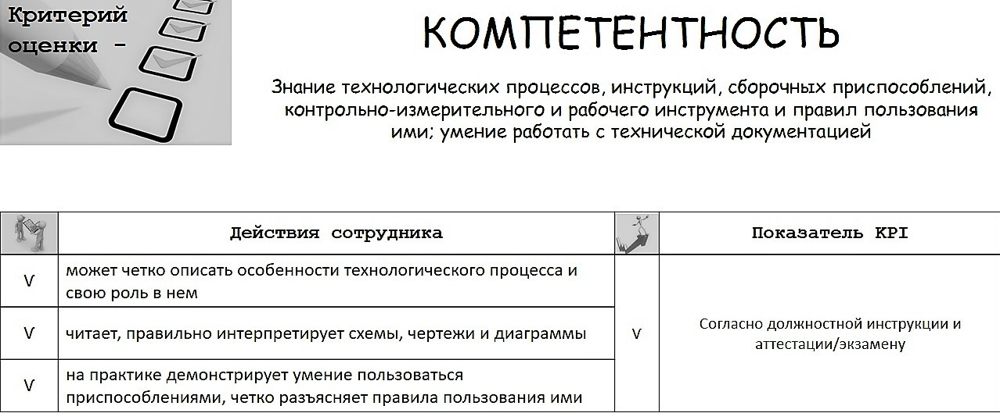 Критерий
оценки -
КОМПЕТЕНТНОСТЬ
Знание технологических процессов, инструкций, сборочных приспособлений,
контрольно-измерительного и рабочего инструмента и правил пользования
ими; умение работать с технической документацией
Действия сотрудника
Показатель KPI
V
может четко описать особенности технологического процесса и
свою роль в нем
V
читает, правильно интерпретирует схемы, чертежи и диаграммы
V
на практике демонстрирует умение пользоваться
приспособлениями, четко разъясняет правила пользования ими
V
Согласно должностной инструкции и
аттестации/экзамену